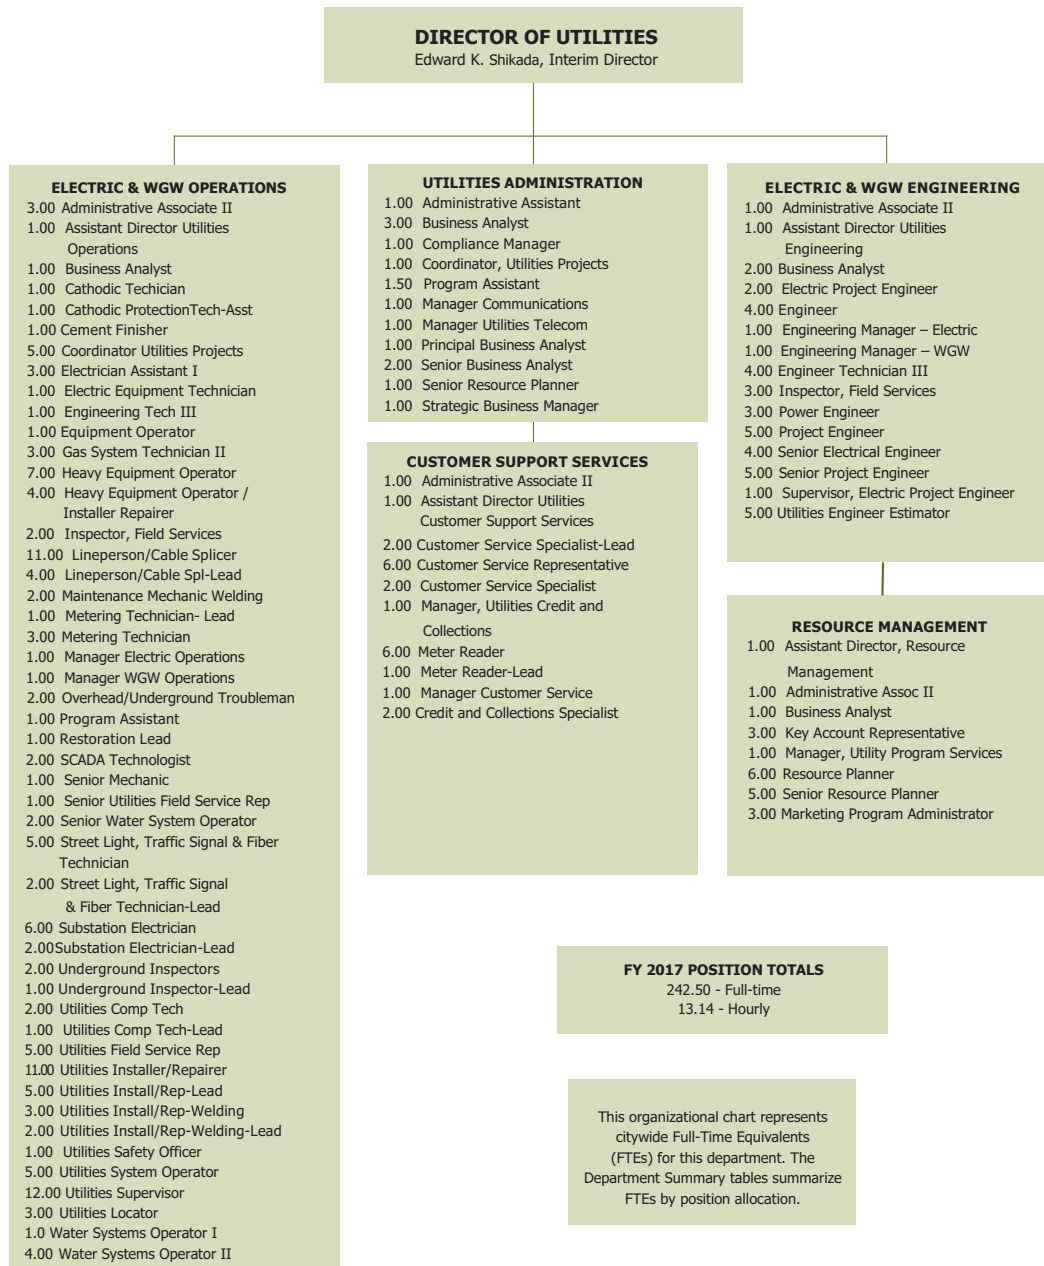 DIRECTOR OF UTILITIES
Edward K. Shikada, Interim Director
ELECTRIC & WGW OPERATIONS
3.00 Administrative Associate II
1.00 Assistant Director Utilities
Operations
1.00 Business Analyst
1.00 Cathodic Techician
1.00 Cathodic ProtectionTech-Asst
1.00 Cement Finisher
5.00 Coordinator Utilities Projects
3.00 Electrician Assistant I
1.00 Electric Equipment Technician
1.00 Engineering Tech III
1.00 Equipment Operator
3.00 Gas System Technician II
7.00 Heavy Equipment Operator
4.00 Heavy Equipment Operator /
Installer Repairer
2.00 Inspector, Field Services
11.00 Lineperson/Cable Splicer
4.00 Lineperson/Cable Spl-Lead
2.00 Maintenance Mechanic Welding
1.00 Metering Technician- Lead
3.00 Metering Technician
1.00 Manager Electric Operations
1.00 Manager WGW Operations
2.00 Overhead/Underground Troubleman
1.00 Program Assistant
1.00 Restoration Lead
2.00 SCADA Technologist
1.00 Senior Mechanic
1.00 Senior Utilities Field Service Rep
2.00 Senior Water System Operator
5.00 Street Light, Traffic Signal & Fiber
Technician
2.00 Street Light, Traffic Signal
& Fiber Technician-Lead
6.00 Substation Electrician
2.00Substation Electrician-Lead
2.00 Underground Inspectors
1.00 Underground Inspector-Lead
2.00 Utilities Comp Tech
1.00 Utilities Comp Tech-Lead
5.00 Utilities Field Service Rep
11.00 Utilities Installer/Repairer
5.00 Utilities Install/Rep-Lead
3.00 Utilities Install/Rep-Welding
2.00 Utilities Install/Rep-Welding-Lead
1.00 Utilities Safety Officer
5.00 Utilities System Operator
12.00 Utilities Supervisor
3.00 Utilities Locator
1.0 Water Systems Operator I
4.00 Water Systems Operator II
UTILITIES ADMINISTRATION
1.00 Administrative Assistant
3.00 Business Analyst
1.00 Compliance Manager
1.00 Coordinator, Utilities Projects
1.50 Program Assistant
1.00 Manager Communications
1.00 Manager Utilities Telecom
1.00 Principal Business Analyst
2.00 Senior Business Analyst
1.00 Senior Resource Planner
1.00 Strategic Business Manager
CUSTOMER SUPPORT SERVICES
1.00 Administrative Associate II
1.00 Assistant Director Utilities
Customer Support Services
2.00 Customer Service Specialist-Lead
6.00 Customer Service Representative
2.00 Customer Service Specialist
1.00 Manager, Utilities Credit and
Collections
6.00 Meter Reader
1.00 Meter Reader-Lead
1.00 Manager Customer Service
2.00 Credit and Collections Specialist
ELECTRIC & WGW ENGINEERING
1.00 Administrative Associate II
1.00 Assistant Director Utilities
Engineering
2.00 Business Analyst
2.00 Electric Project Engineer
4.00 Engineer
1.00 Engineering Manager – Electric
1.00 Engineering Manager – WGW
4.00 Engineer Technician III
3.00 Inspector, Field Services
3.00 Power Engineer
5.00 Project Engineer
4.00 Senior Electrical Engineer
5.00 Senior Project Engineer
1.00 Supervisor, Electric Project Engineer
5.00 Utilities Engineer Estimator
RESOURCE MANAGEMENT
1.00 Assistant Director, Resource
Management
1.00 Administrative Assoc II
1.00 Business Analyst
3.00 Key Account Representative
1.00 Manager, Utility Program Services
6.00 Resource Planner
5.00 Senior Resource Planner
3.00 Marketing Program Administrator
FY 2017 POSITION TOTALS
242.50 - Full-time
13.14 - Hourly
This organizational chart represents
citywide Full-Time Equivalents
(FTEs) for this department. The
Department Summary tables summarize
FTEs by position allocation.